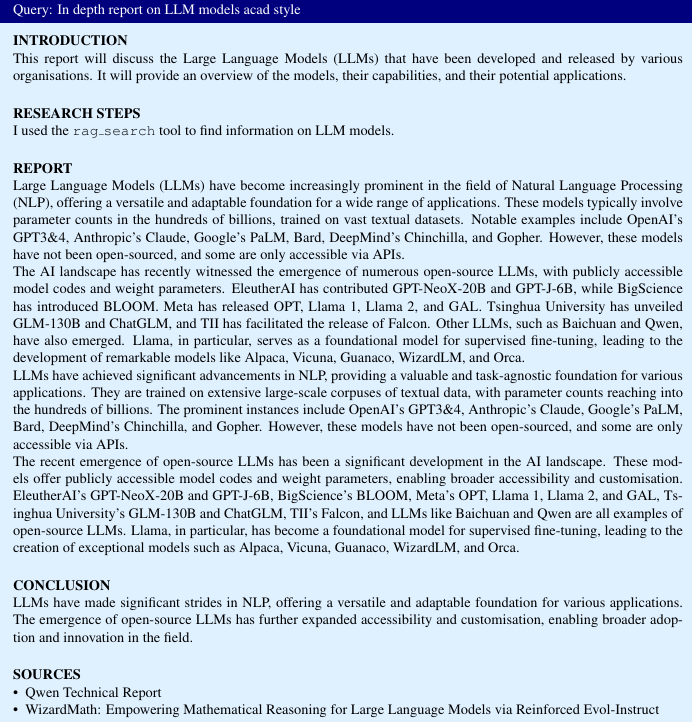 Query: In depth report on LLM models acad style
INTRODUCTION
This report will discuss the Large Language Models (LLMs) that have been developed and released by various
organisations. It will provide an overview of the models, their capabilities, and their potential applications.
RESEARCH STEPS
I used the rag_search tool to find information on LLM models.
REPORT
Large Language Models (LLMs) have become increasingly prominent in the field of Natural Language Processing
(NLP), offering a versatile and adaptable foundation for a wide range of applications. These models typically involve
parameter counts in the hundreds of billions, trained on vast textual datasets. Notable examples include OpenAI's
GPT3&4, Anthropic's Claude, Google's PaLM, Bard, DeepMind's Chinchilla, and Gopher. However, these models
have not been open-sourced, and some are only accessible via APIs.
The AI landscape has recently witnessed the emergence of numerous open-source LLMs, with publicly accessible
model codes and weight parameters. EleutherAI has contributed GPT-NeoX-20B and GPT-J-6B, while BigScience
has introduced BLOOM. Meta has released OPT, Llama 1, Llama 2, and GAL. Tsinghua University has unveiled
GLM-130B and ChatGLM, and TII has facilitated the release of Falcon. Other LLMs, such as Baichuan and Qwen,
have also emerged. Llama, in particular, serves as a foundational model for supervised fine-tuning, leading to the
development of remarkable models like Alpaca, Vicuna, Guanaco, WizardLM, and Orca.
LLMs have achieved significant advancements in NLP, providing a valuable and task-agnostic foundation for various
applications. They are trained on extensive large-scale corpuses of textual data, with parameter counts reaching into
the hundreds of billions. The prominent instances include OpenAI's GPT3&4, Anthropic's Claude, Google's PaLM,
Bard, DeepMind's Chinchilla, and Gopher. However, these models have not been open-sourced, and some are only
accessible via APIs.
The recent emergence of open-source LLMs has been a significant development in the AI landscape. These mod-
els offer publicly accessible model codes and weight parameters, enabling broader accessibility and customisation.
EleutherAI's GPT-NeoX-20B and GPT-J-6B, BigScience's BLOOM, Meta's OPT, Llama 1, Llama 2, and GAL, Ts-
inghua University's GLM-130B and ChatGLM, TII's Falcon, and LLMs like Baichuan and Qwen are all examples of
open-source LLMs. Llama, in particular, has become a foundational model for supervised fine-tuning, leading to the
creation of exceptional models such as Alpaca, Vicuna, Guanaco, WizardLM, and Orca.
CONCLUSION
LLMs have made significant strides in NLP, offering a versatile and adaptable foundation for various applications.
The emergence of open-source LLMs has further expanded accessibility and customisation, enabling broader adop-
tion and innovation in the field.
SOURCES
• Qwen Technical Report
• WizardMath: Empowering Mathematical Reasoning for Large Language Models via Reinforced Evol-Instruct